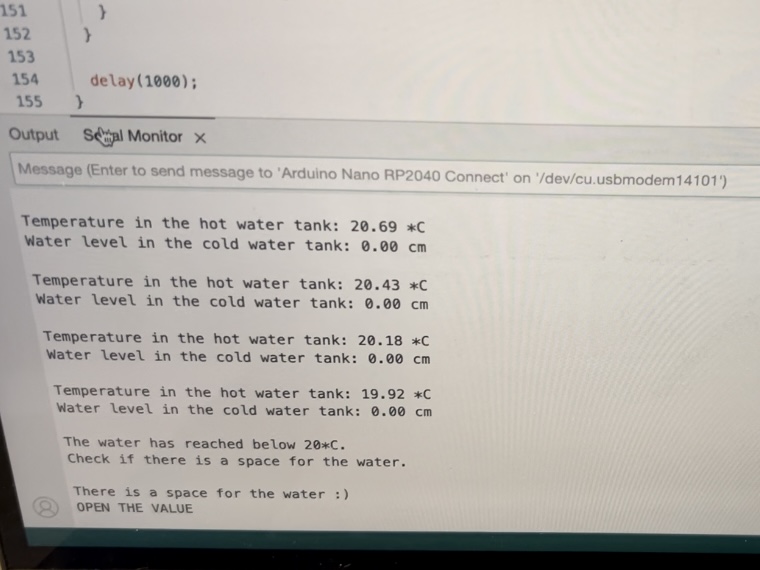 151 }
152 }
153
154 delay(1000);
155 }
Output Serial Monitor ×
Message (Enter to send message to 'Arduino Nano RP2040 Connect' on '/dev/cu.usbmodem14101')
Temperature in the hot water tank: 20.69 *C
Water level in the cold water tank: 0.00 cm
Temperature in the hot water tank: 20.43 *C
Water level in the cold water tank: 0.00 cm
Temperature in the hot water tank: 20.18 *C
Water level in the cold water tank: 0.00 cm
Temperature in the hot water tank: 19.92 *C
Water level in the cold water tank: 0.00 cm
The water has reached below 20*C.
Check if there is a space for the water.
There is a space for the water :)
OPEN THE VALUE